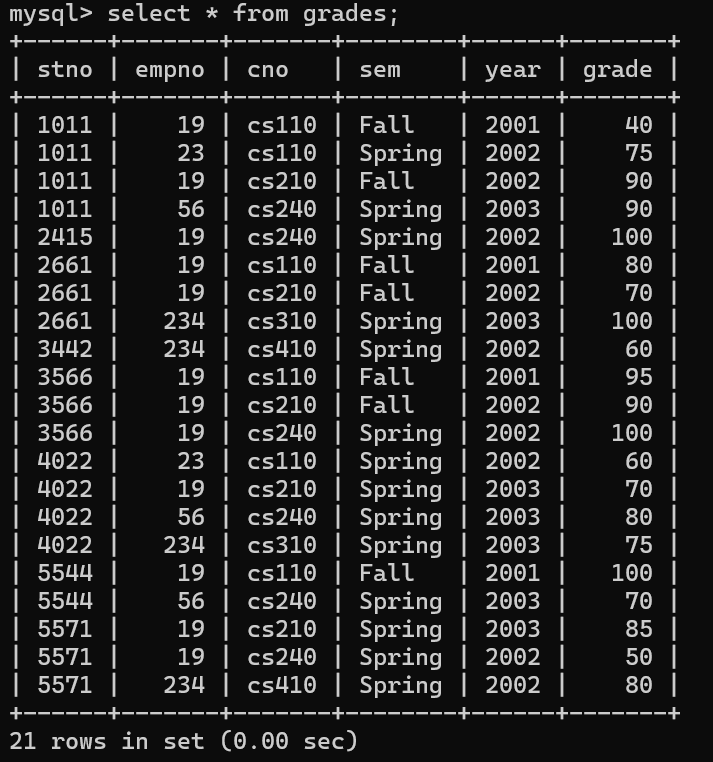 mysql> select * from grades;
+------+-------+-------+--------+------+-------+
| stno | empno | cno   | sem    | year | grade |
+------+-------+-------+--------+------+-------+
| 1011 |    19 | cs110 | Fall   | 2001 |    40 |
| 1011 |    23 | cs110 | Spring | 2002 |    75 |
| 1011 |    19 | cs210 | Fall   | 2002 |    90 |
| 1011 |    56 | cs240 | Spring | 2003 |    90 |
| 2415 |    19 | cs240 | Spring | 2002 |   100 |
| 2661 |    19 | cs110 | Fall   | 2001 |    80 |
| 2661 |    19 | cs210 | Fall   | 2002 |    70 |
| 2661 |   234 | cs310 | Spring | 2003 |   100 |
| 3442 |   234 | cs410 | Spring | 2002 |    60 |
| 3566 |    19 | cs110 | Fall   | 2001 |    95 |
| 3566 |    19 | cs210 | Fall   | 2002 |    90 |
| 3566 |    19 | cs240 | Spring | 2002 |   100 |
| 4022 |    23 | cs110 | Spring | 2002 |    60 |
| 4022 |    19 | cs210 | Spring | 2003 |    70 |
| 4022 |    56 | cs240 | Spring | 2003 |    80 |
| 4022 |   234 | cs310 | Spring | 2003 |    75 |
| 5544 |    19 | cs110 | Fall   | 2001 |   100 |
| 5544 |    56 | cs240 | Spring | 2003 |    70 |
| 5571 |    19 | cs210 | Spring | 2003 |    85 |
| 5571 |    19 | cs240 | Spring | 2002 |    50 |
| 5571 |   234 | cs410 | Spring | 2002 |    80 |
+------+-------+-------+--------+------+-------+
21 rows in set (0.00 sec)